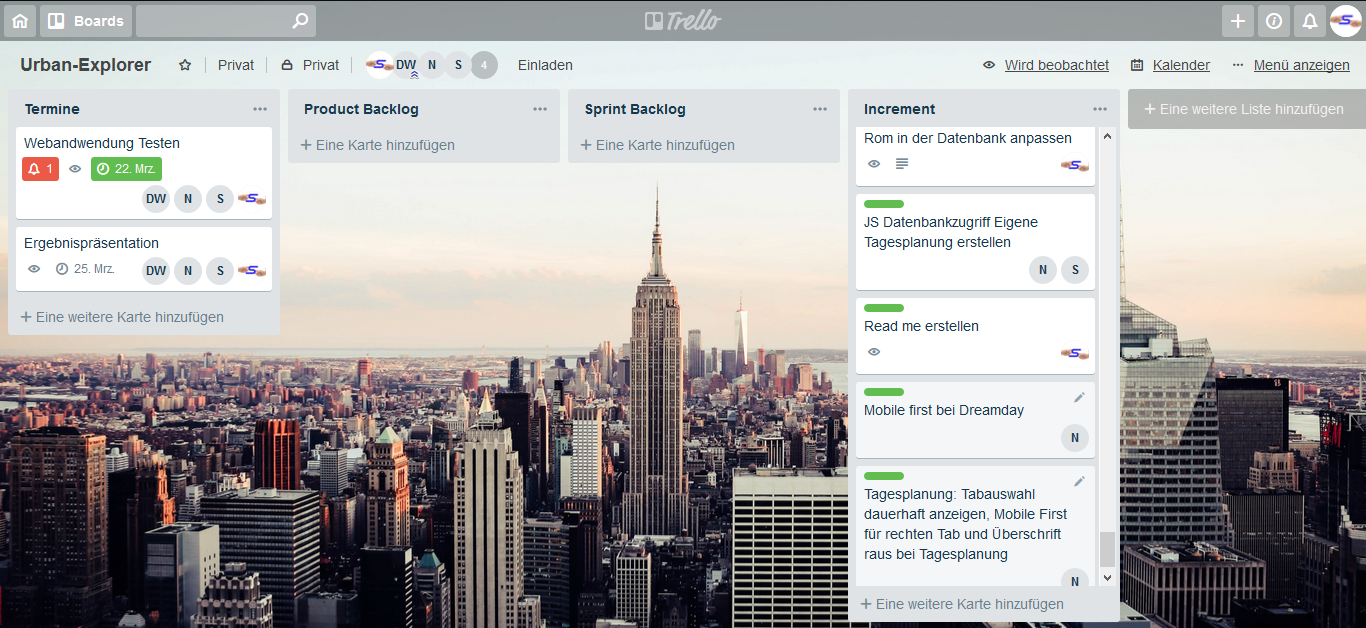 Boards
Trello
Urban-Explorer
Privat
Privat
S
DW
N
S
4
Einladen
Wird beobachtet
Kalender
Menü anzeigen
Termine
Webandwendung Testen
1
22. Mrz.
DW
N
S
S
Ergebnispräsentation
25. Mrz.
DW
N
S
S
+ Eine weitere Karte hinzufügen
Product Backlog
+ Eine Karte hinzufügen
Sprint Backlog
+ Eine Karte hinzufügen
Increment
Rom in der Datenbank anpassen
S
JS Datenbankzugriff Eigene
Tagesplanung erstellen
N
S
Read me erstellen
S
Mobile first bei Dreamday
N
Tagesplanung: Tabauswahl
dauerhaft anzeigen, Mobile First
für rechten Tab und Überschrift
raus bei Tagesplanung
N
+ Eine weitere Karte hinzufügen
+ Eine weitere Liste hinzufügen